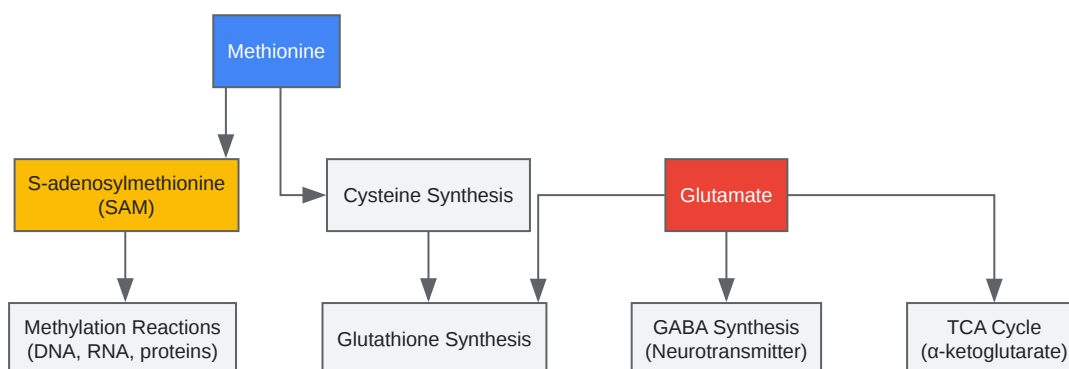 Methionine
S-adenosylmethionine
(SAM)
Cysteine Synthesis
Glutamate
Methylation Reactions
(DNA, RNA, proteins)
Glutathione Synthesis
GABA Synthesis
(Neurotransmitter)
TCA Cycle
(α-ketoglutarate)